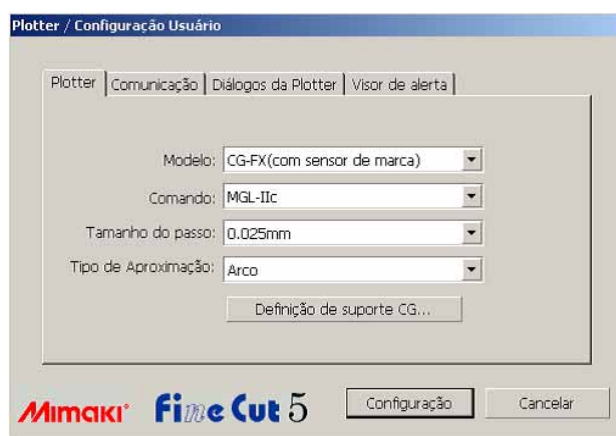 Plotter / Configuração Usuário
Plotter Comunicação Diálogos da Plotter Visor de alerta
Modelo: CG-FX(com sensor de marca)
Comando: MGL-IIc
Tamanho do passo: 0.025mm
Tipo de Aproximação: Arco
Definição de suporte CG...
Mimaki Fine Cut 5 Configuração Cancelar